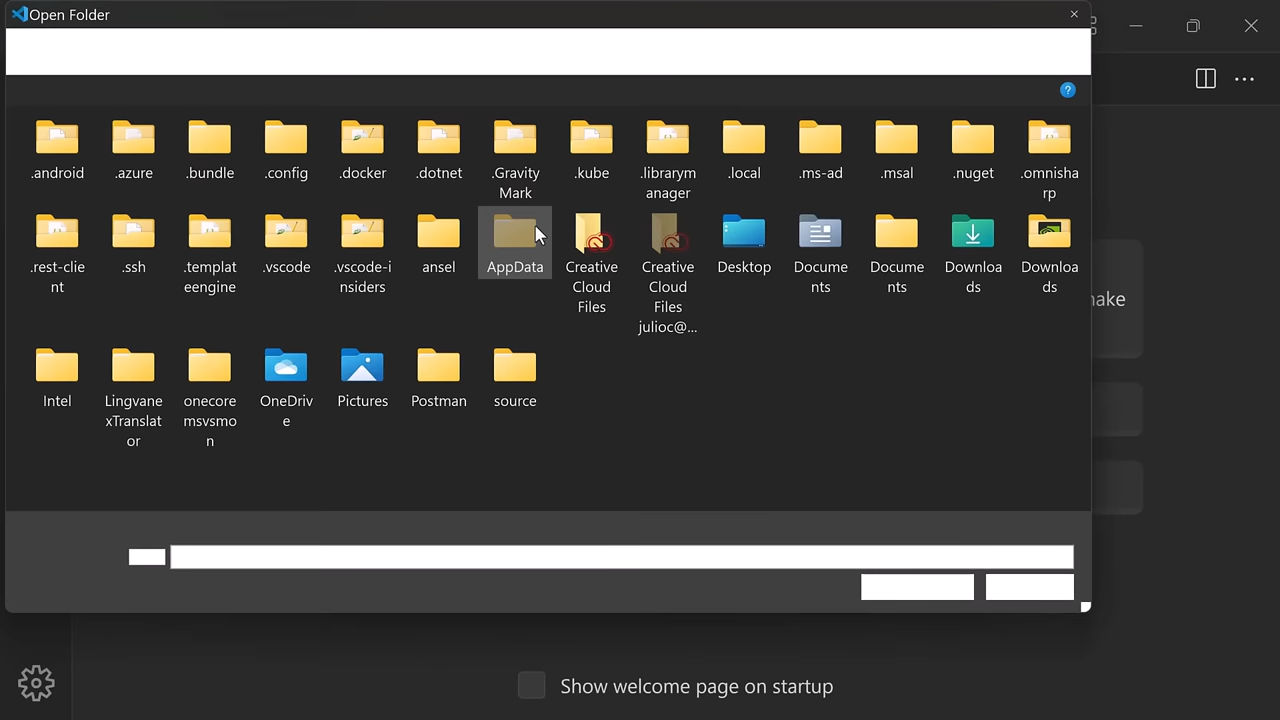 Open Folder
.android
.azure
.bundle
.config
.docker
.dotnet
.Gravity
Mark
.kube
.librarym
anager
.local
.ms-ad
.msal
.nuget
.omnisha
rp
.rest-clie
nt
.ssh
.templat
eengine
.vscode
.vscode-i
nsiders
ansel
AppData
Creative
Cloud
Files
Creative
Cloud
Files
julioc@...
Desktop
Docume
nts
Docume
nts
Downloa
ds
Downloa
ds
Intel
Lingvane
xTranslat
or
onecore
msvsmo
n
OneDriv
e
Pictures
Postman
source
Show welcome page on startup